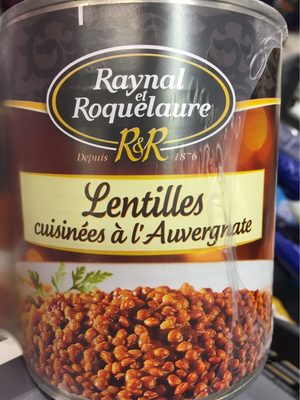 Raynal
et
Roquelaure
Depuis R&R 1876
Lentilles
cuisinées à l'Auvergnate